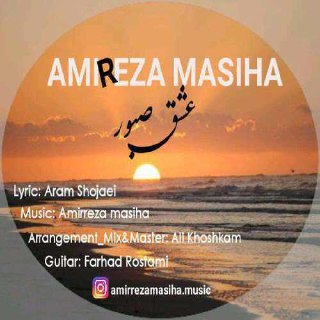 AMIRREZA MASIHA
عشق صبور
Lyric: Aram Shojaei
Music: Amirreza masiha
Arrangement_Mix&Master: Ali Khoshkam
Guitar: Farhad Rostami
amirrezamasiha.music